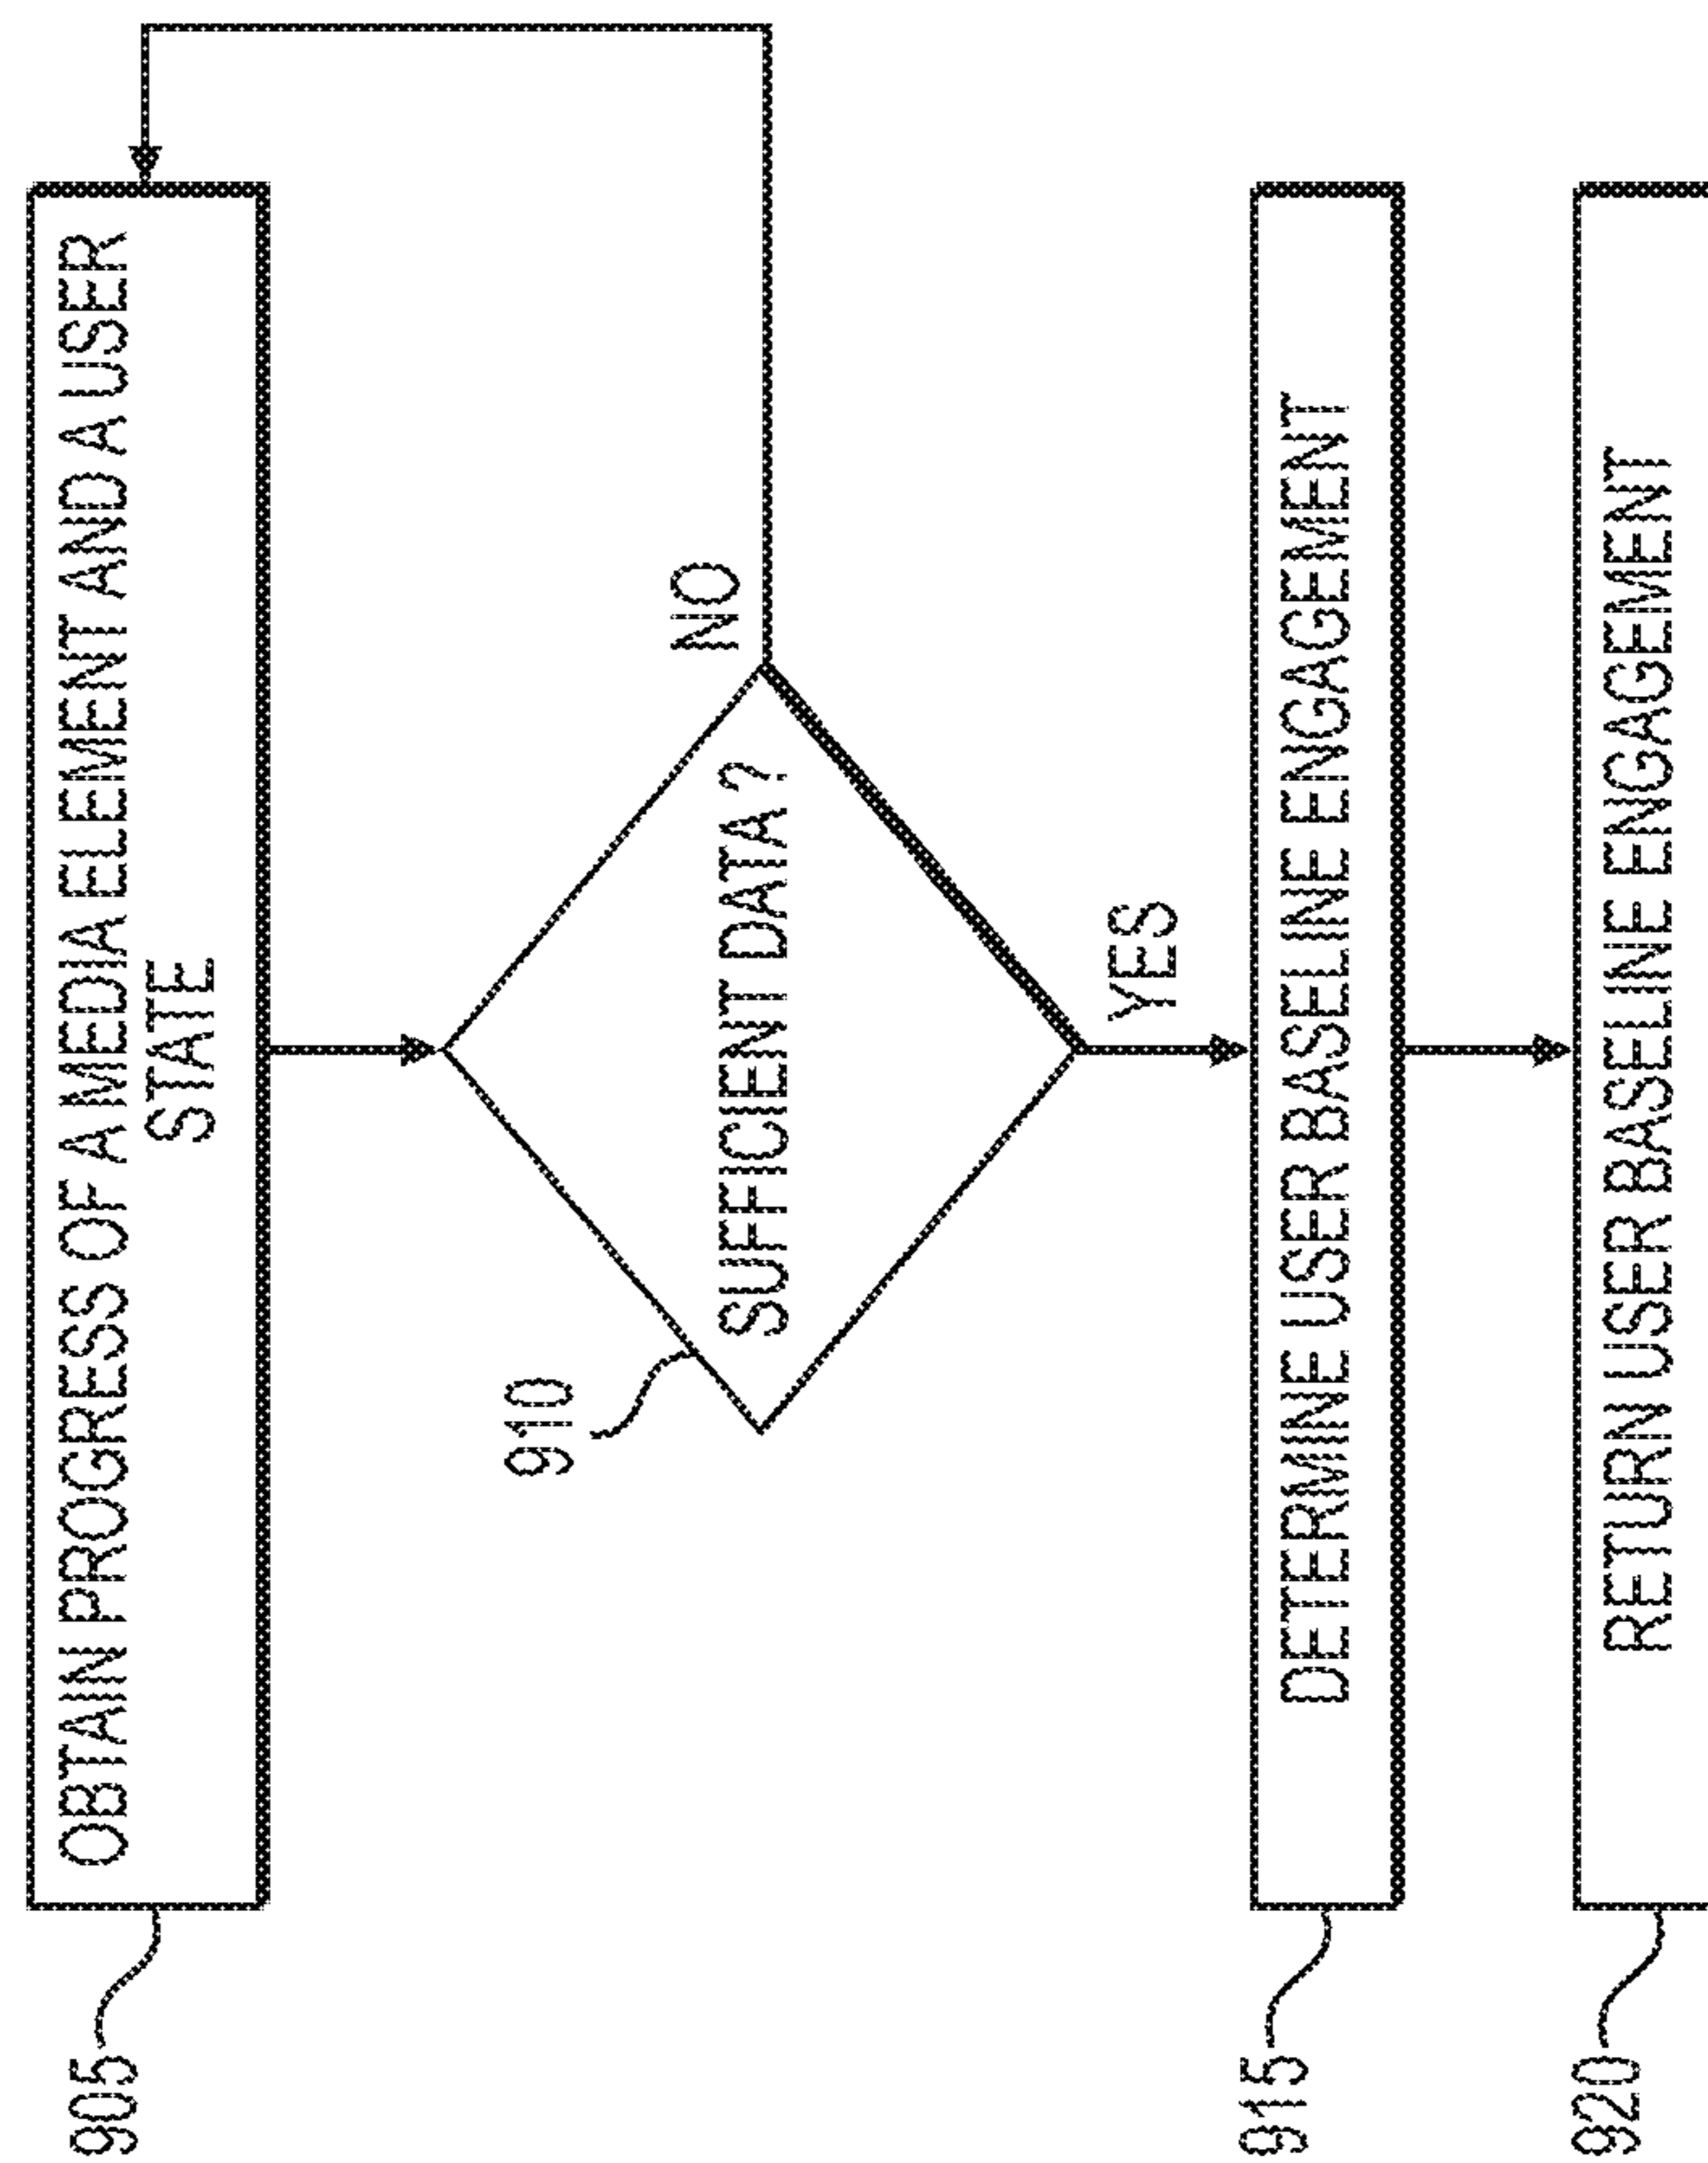 905
OBTAIN PROGRESS OF A MEDIA ELEMENT AND A USER
STATE
910
SUFFICIENT DATA ?
NO
YES
915
DETERMINE USER BASELINE ENGAGEMENT
920
RETURN USER BASELINE ENGAGEMENT